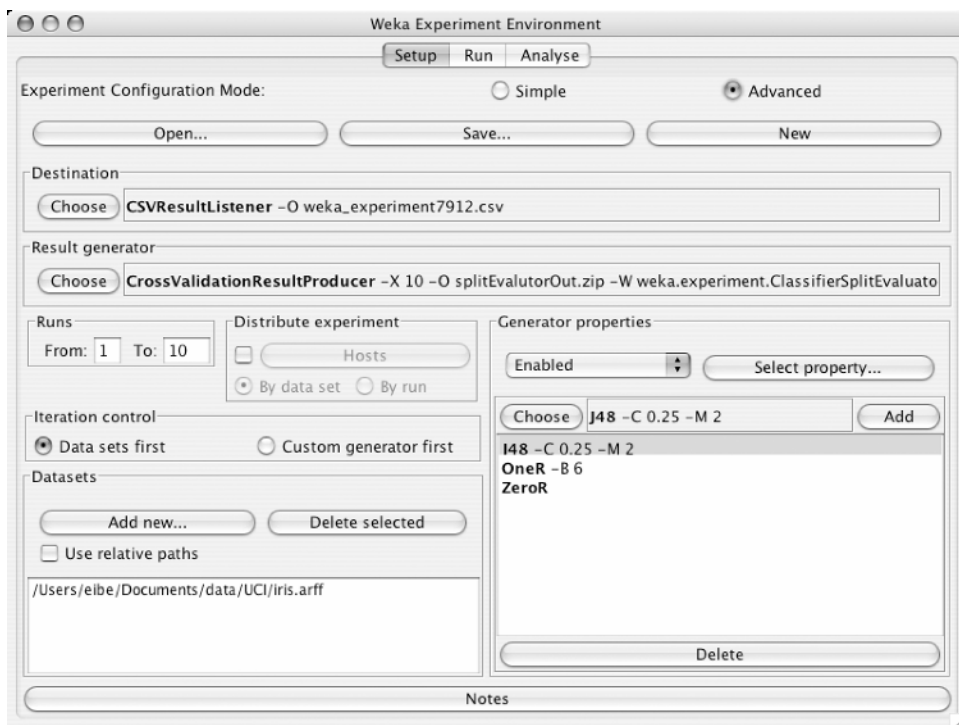 Weka Experiment Environment
Setup Run Analyse
Experiment Configuration Mode: Simple Advanced
Open... Save... New
Destination
Choose CSVResultListener -O weka_experiment7912.csv
Result generator
Choose CrossValidationResultProducer -X 10 -O splitEvalutorOut.zip -W weka.experiment.ClassifierSplitEvaluato
Runs
From: 1 To: 10
Distribute experiment
Hosts
By data set By run
Iteration control
Data sets first Custom generator first
Datasets
Add new... Delete selected
Use relative paths
/Users/eibe/Documents/data/UCI/iris.arff
Generator properties
Enabled Select property...
Choose J48 -C 0.25 -M 2 Add
J48 -C 0.25 -M 2
OneR -B 6
ZeroR
Delete
Notes